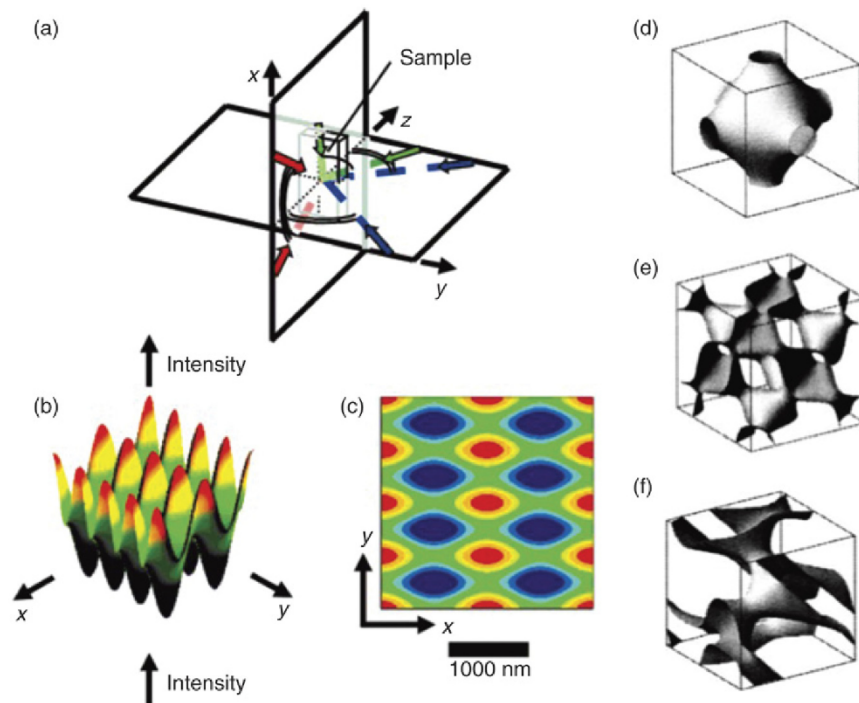 (a)
Sample
x
z
y
Intensity
(b)
x
y
Intensity
(c)
y
x
1000 nm
(d)
(e)
(f)